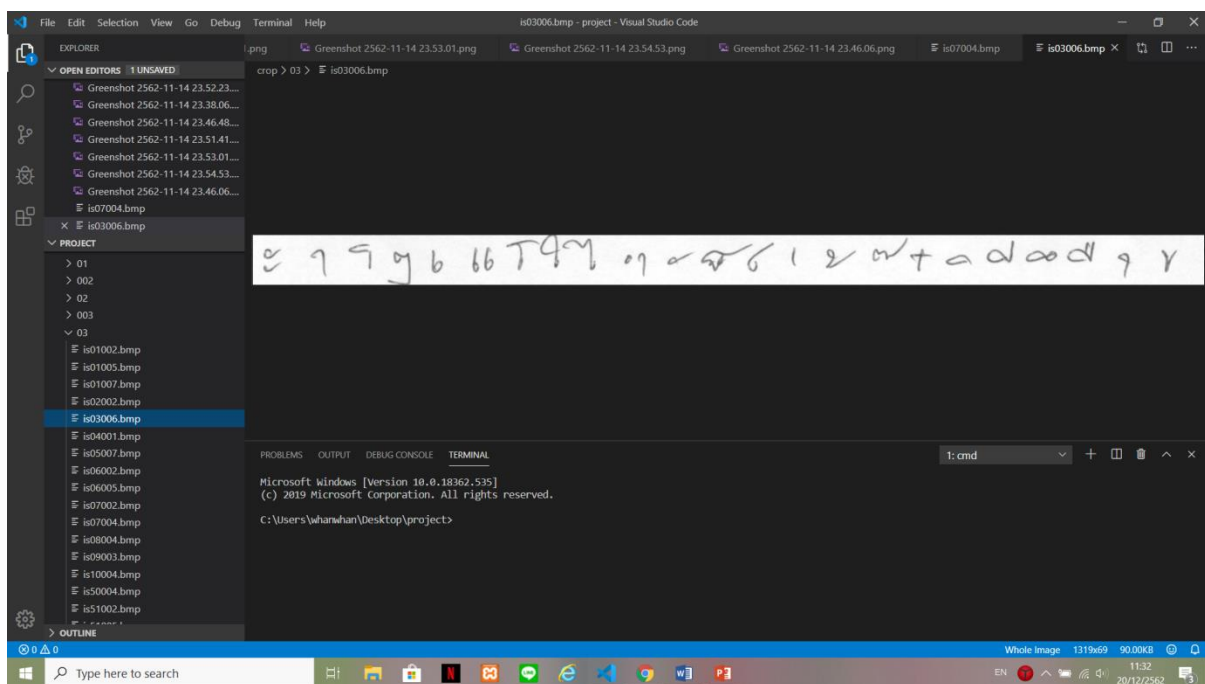 File Edit Selection View Go Debug Terminal Help
is03006.bmp - project - Visual Studio Code
EXPLORER
.png
Greenshot 2562-11-14 23.53.01.png
Greenshot 2562-11-14 23.54.53.png
Greenshot 2562-11-14 23.46.06.png
is07004.bmp
is03006.bmp
OPEN EDITORS 1 UNSAVED
crop > 03 > is03006.bmp
Greenshot 2562-11-14 23.52.23....
Greenshot 2562-11-14 23.38.06....
Greenshot 2562-11-14 23.46.48....
Greenshot 2562-11-14 23.51.41....
Greenshot 2562-11-14 23.53.01....
Greenshot 2562-11-14 23.54.53....
Greenshot 2562-11-14 23.46.06....
is07004.bmp
is03006.bmp
PROJECT
01
002
02
003
03
is01002.bmp
is01005.bmp
is01007.bmp
is02002.bmp
is03006.bmp
is04001.bmp
is05007.bmp
is06002.bmp
is06005.bmp
is07002.bmp
is07004.bmp
is08004.bmp
is09003.bmp
is10004.bmp
is50004.bmp
is51002.bmp
OUTLINE
PROBLEMS OUTPUT DEBUG CONSOLE TERMINAL
1: cmd
Microsoft Windows [Version 10.0.18362.535]
(c) 2019 Microsoft Corporation. All rights reserved.
C:\Users\whanwhan\Desktop\project>
0 0
Whole Image 1319x69 90.00KB
Type here to search
EN
11:32
20/12/2562
3